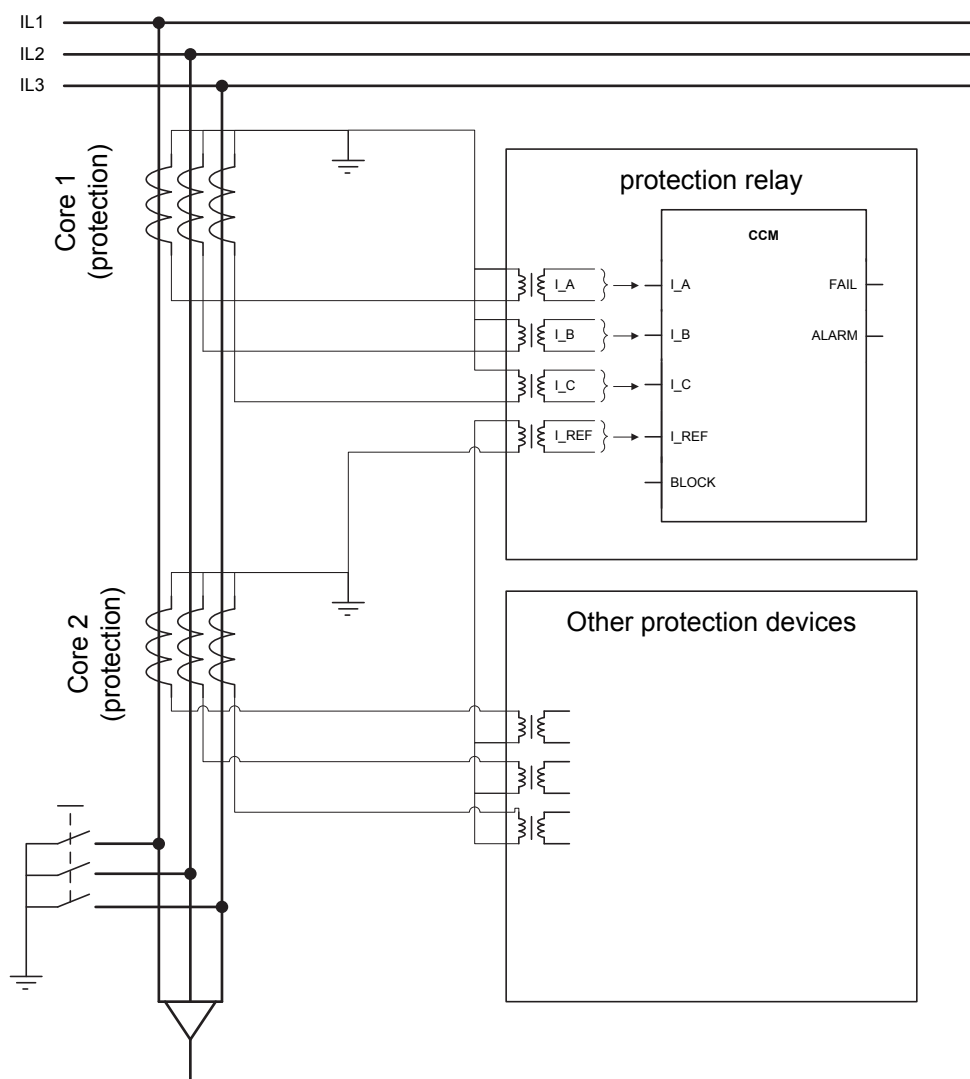 IL1
IL2
IL3
Core 1
(protection)
protection relay
CCM
I_A
I_A
FAIL
I_B
I_B
ALARM
I_C
I_C
I_REF
I_REF
BLOCK
Core 2
(protection)
Other protection devices